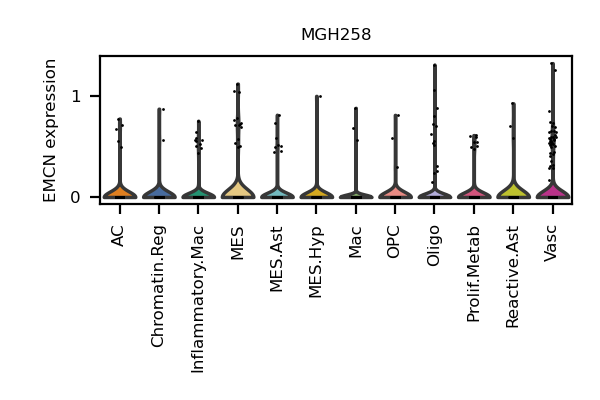 MGH258
EMCN expression
1
0
AC
Chromatin.Reg
Inflammatory.Mac
MES
MES.Ast
MES.Hyp
Mac
OPC
Oligo
Prolif.Metab
Reactive.Ast
Vasc